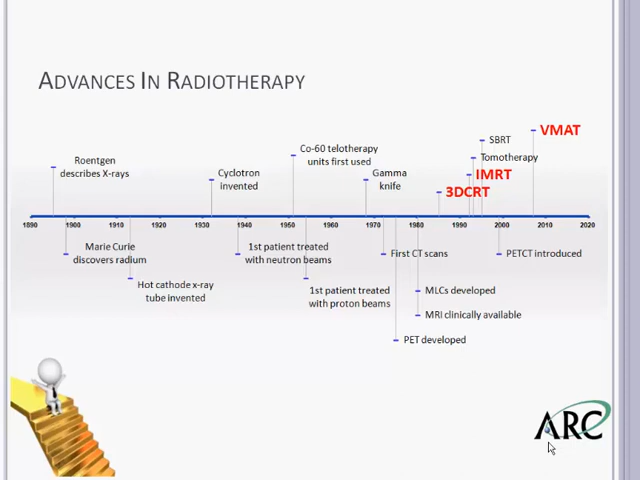 ADVANCES IN RADIOTHERAPY
VMAT
SBRT
Co-60 telotherapy
units first used
Roentgen
describes X-rays
Tomotherapy
Cyclotron
invented
Gamma
knife
IMRT
3DCRT
1890 1900 1910 1920 1930 1940 1950 1960 1970 1980 1990 2000 2010 2020
Marie Curie
discovers radium
1st patient treated
with neutron beams
First CT scans
PETCT introduced
Hot cathode x-ray
tube invented
1st patient treated
with proton beams
MLCs developed
MRI clinically available
PET developed
ARC